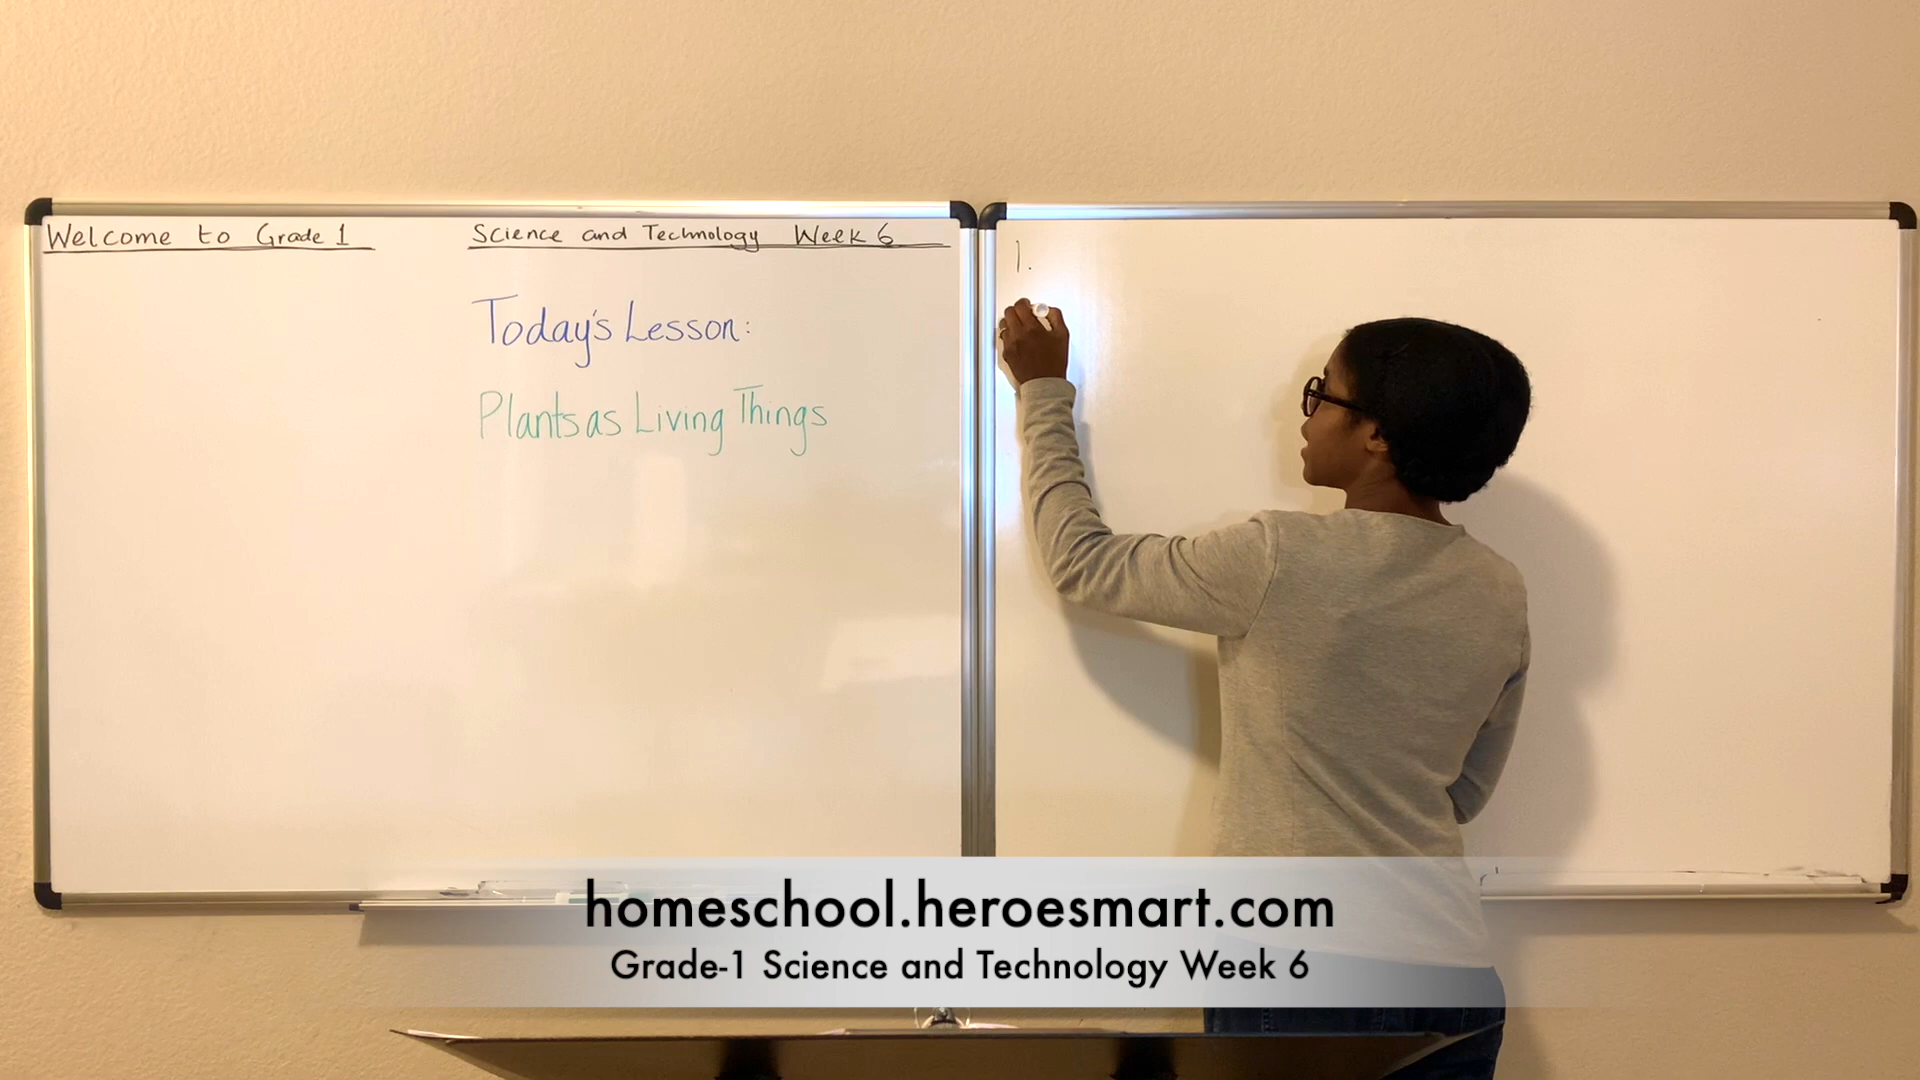 Welcome to Grade 1
Science and Technology Week 6
Today's Lesson:
Plants as Living Things
1.
homeschool.heroesmart.com
Grade-1 Science and Technology Week 6